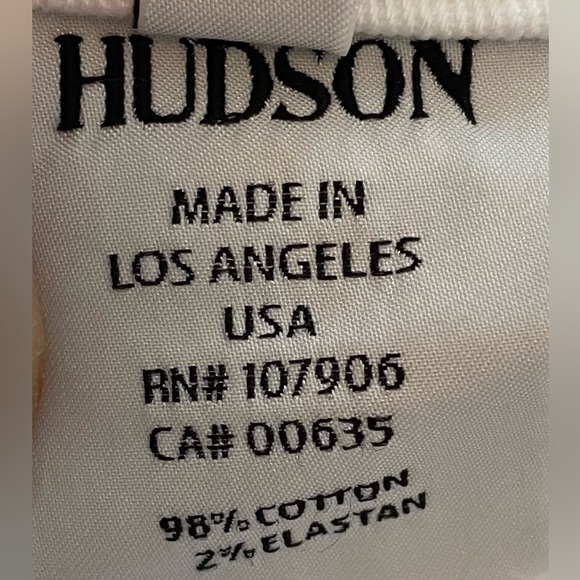 HUDSON
MADE IN
LOS ANGELES
USA
RN# 107906
CA# 00635
98% COTTON
2% ELASTAN